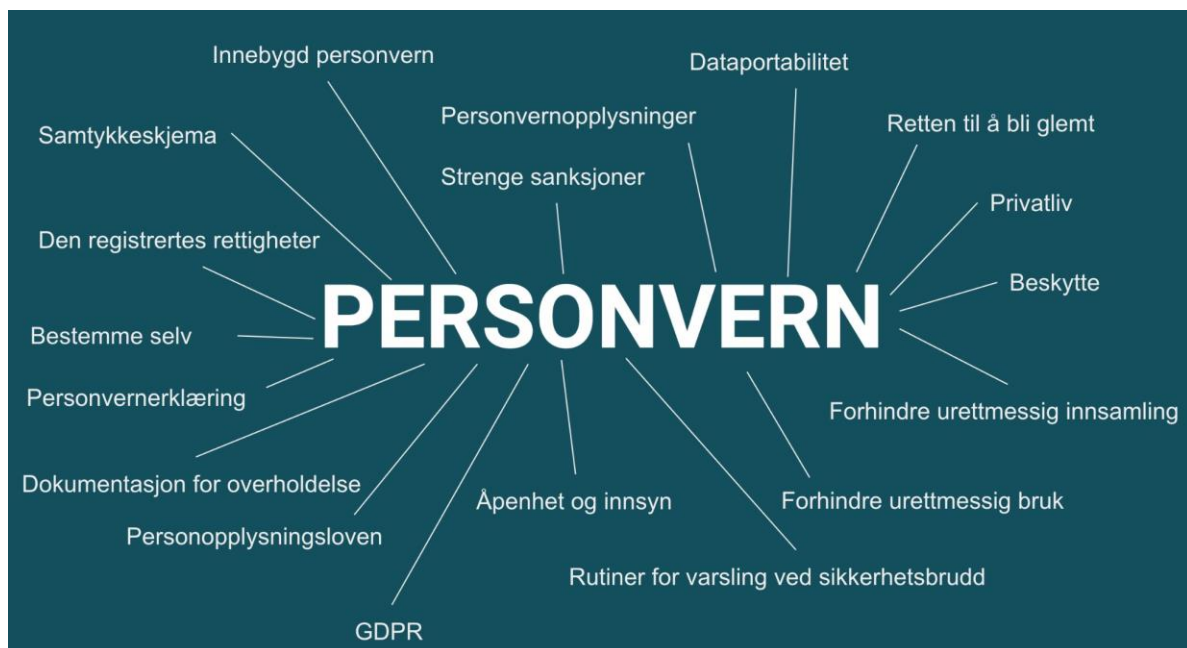 Innebygd personvern
Dataportabilitet
Personvernopplysninger
Retten til å bli glemt
Samtykkeskjema
Strenge sanksjoner
Privatliv
Den registrertes rettigheter
Beskytte
PERSONVERN
Bestemme selv
Personvernerklæring
Forhindre urettmessig innsamling
Dokumentasjon for overholdelse
Åpenhet og innsyn
Forhindre urettmessig bruk
Personopplysningsloven
Rutiner for varsling ved sikkerhetsbrudd
GDPR